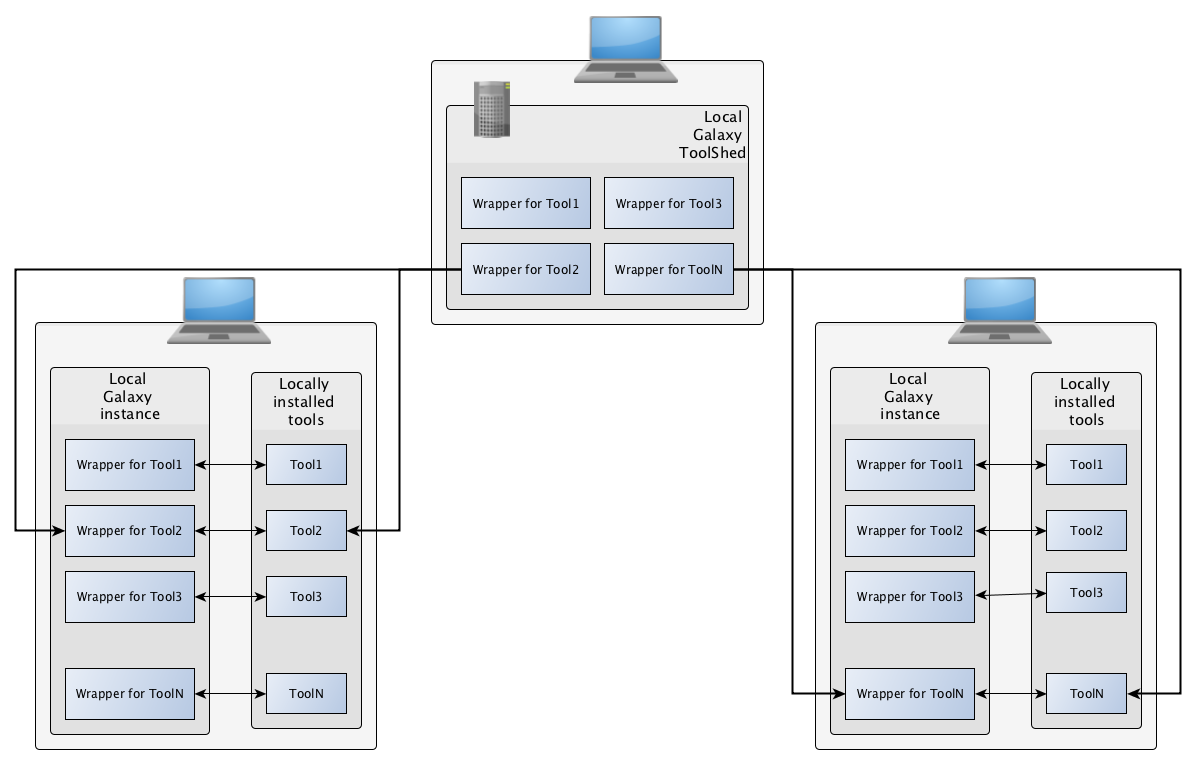 Local
Galaxy
ToolShed
Wrapper for Tool1
Wrapper for Tool3
Wrapper for Tool2
Wrapper for ToolN
Local
Galaxy
instance
Wrapper for Tool1
Wrapper for Tool2
Wrapper for Tool3
Wrapper for ToolN
Locally
installed
tools
Tool1
Tool2
Tool3
ToolN
Local
Galaxy
instance
Wrapper for Tool1
Wrapper for Tool2
Wrapper for Tool3
Wrapper for ToolN
Locally
installed
tools
Tool1
Tool2
Tool3
ToolN